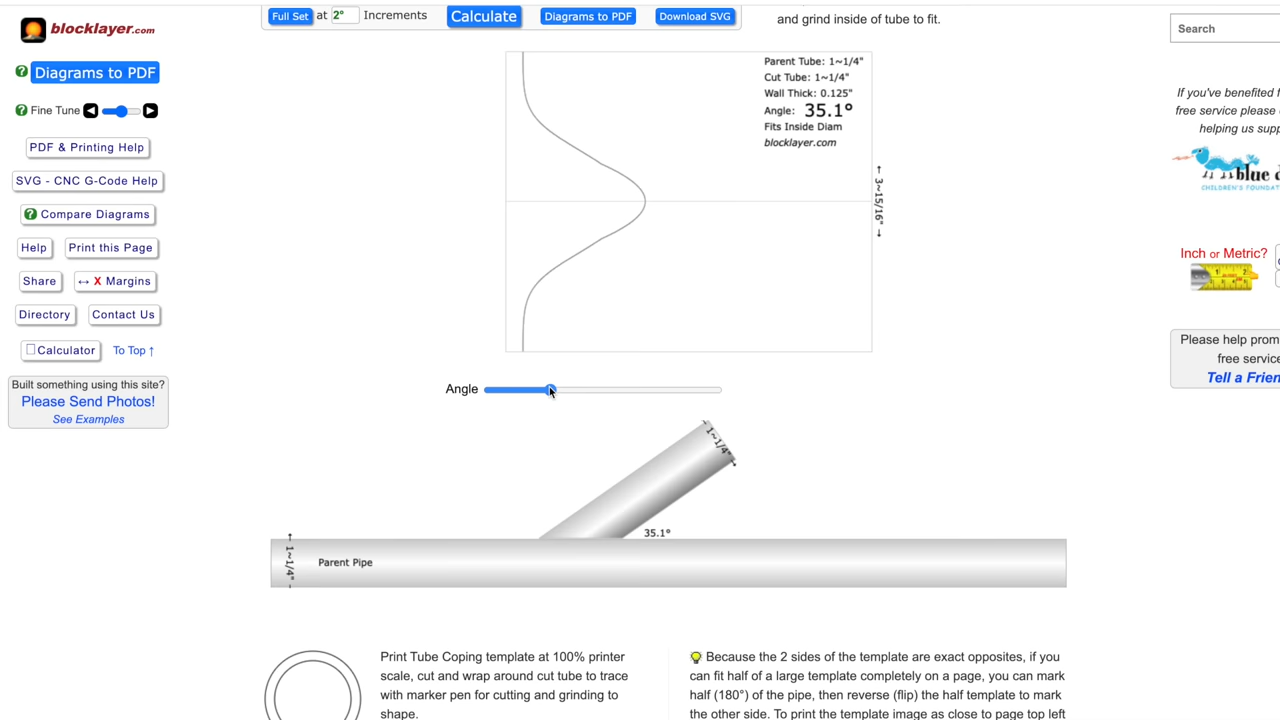 blocklayer.com
Diagrams to PDF
Fine Tune
PDF & Printing Help
SVG - CNC G-Code Help
Compare Diagrams
Help
Print this Page
Share
↔ X Margins
Directory
Contact Us
Calculator
To Top ↑
Built something using this site?
Please Send Photos!
See Examples
Full Set at 2° Increments
Calculate
Diagrams to PDF
Download SVG
and grind inside of tube to fit.
Parent Tube: 1~1/4"
Cut Tube: 1~1/4"
Wall Thick: 0.125"
Angle: 35.1°
Fits Inside Diam
blocklayer.com
3~15/16"
Angle
1~1/4"
35.1°
1~1/4"
Parent Pipe
Print Tube Coping template at 100% printer
scale, cut and wrap around cut tube to trace
with marker pen for cutting and grinding to
shape.
Because the 2 sides of the template are exact opposites, if you
can fit half of a large template completely on a page, you can mark
half (180°) of the pipe, then reverse (flip) the half template to mark
the other side. To print the template image as close to page top left
Search
If you've benefited f
free service please
helping us supp
blue d
CHILDREN'S FOUNDAT
Inch or Metric?
Please help prom
free service
Tell a Frien